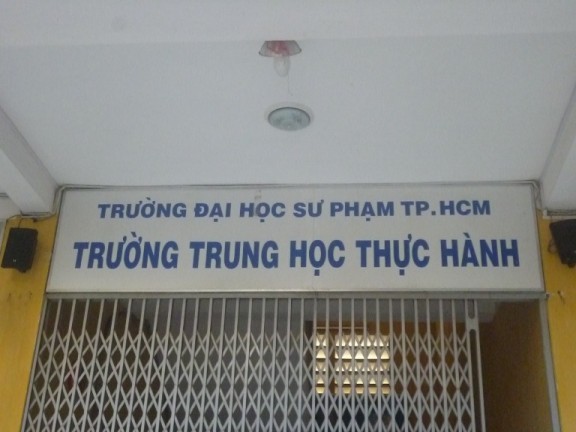 TRƯỜNG ĐẠI HỌC SƯ PHẠM TP.HCM
TRƯỜNG TRUNG HỌC THỰC HÀNH